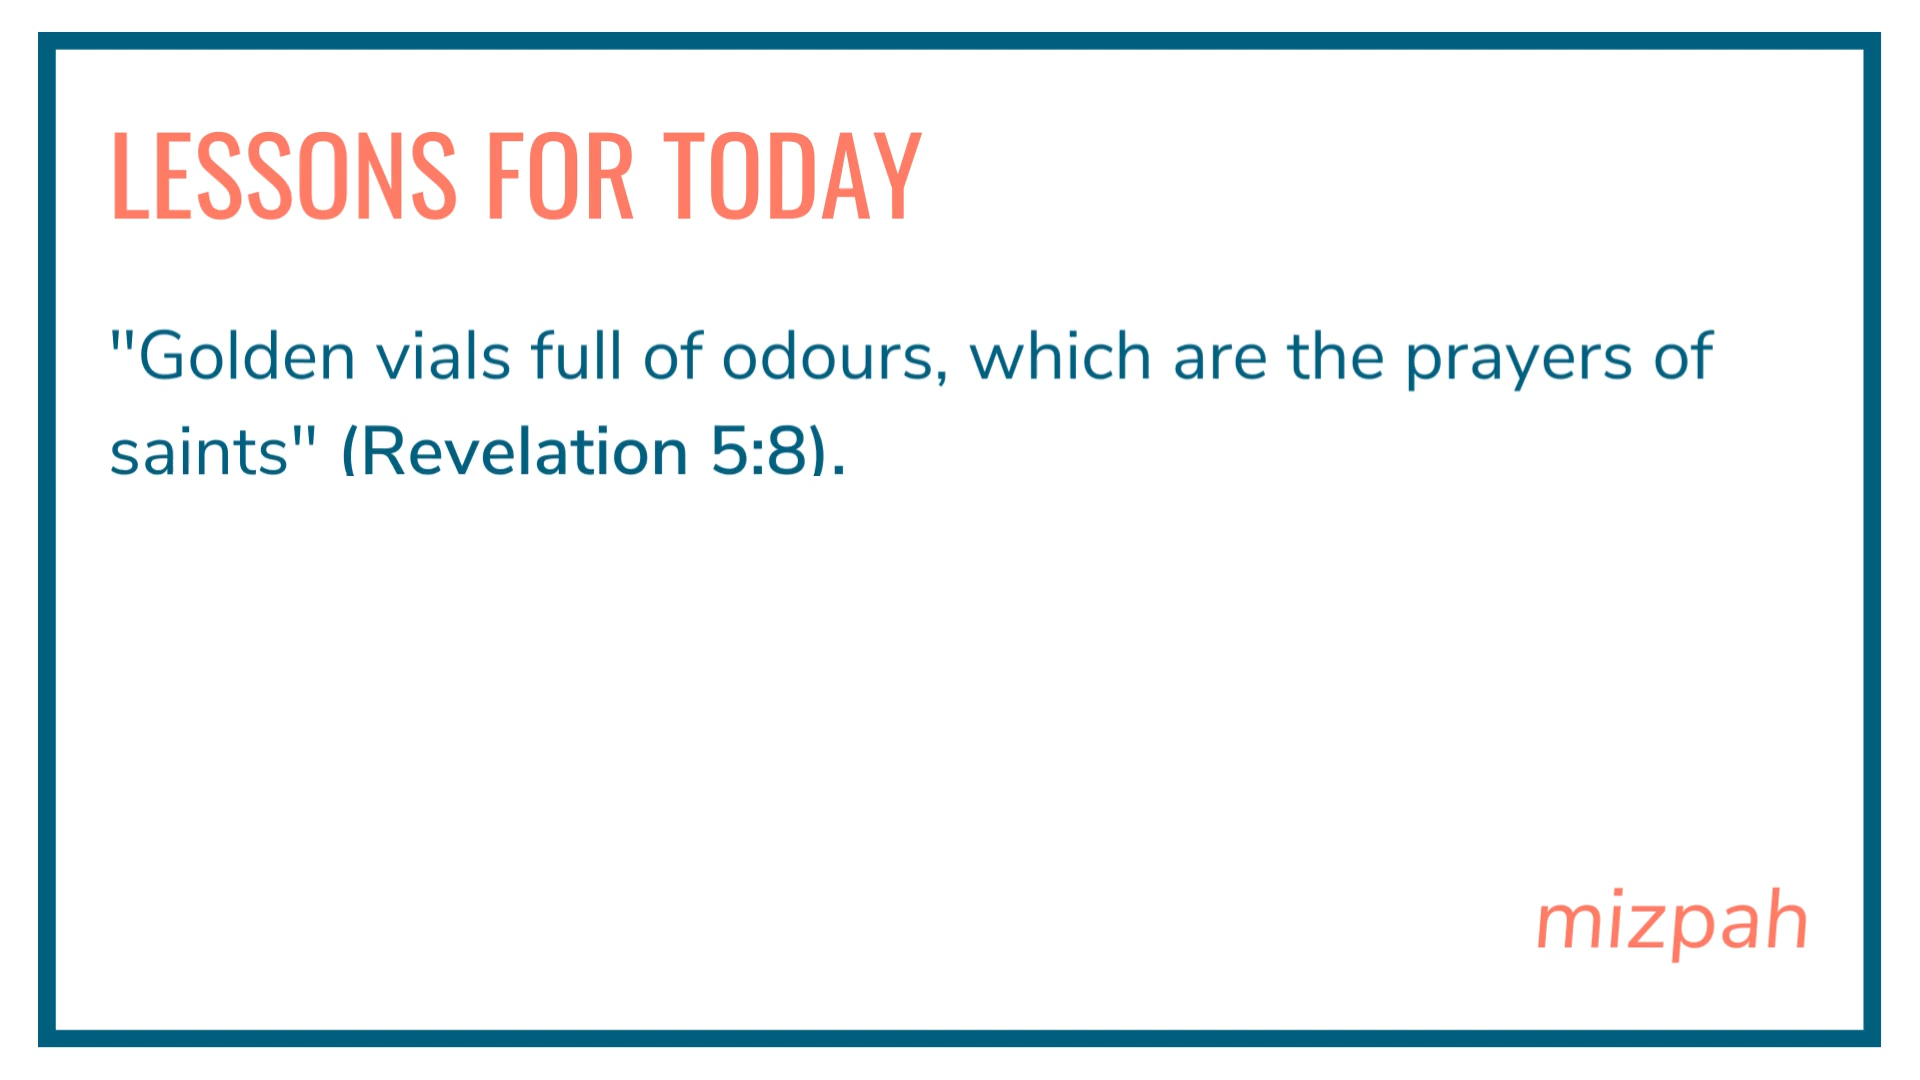 LESSONS FOR TODAY
"Golden vials full of odours, which are the prayers of
saints" (Revelation 5:8).
mizpah